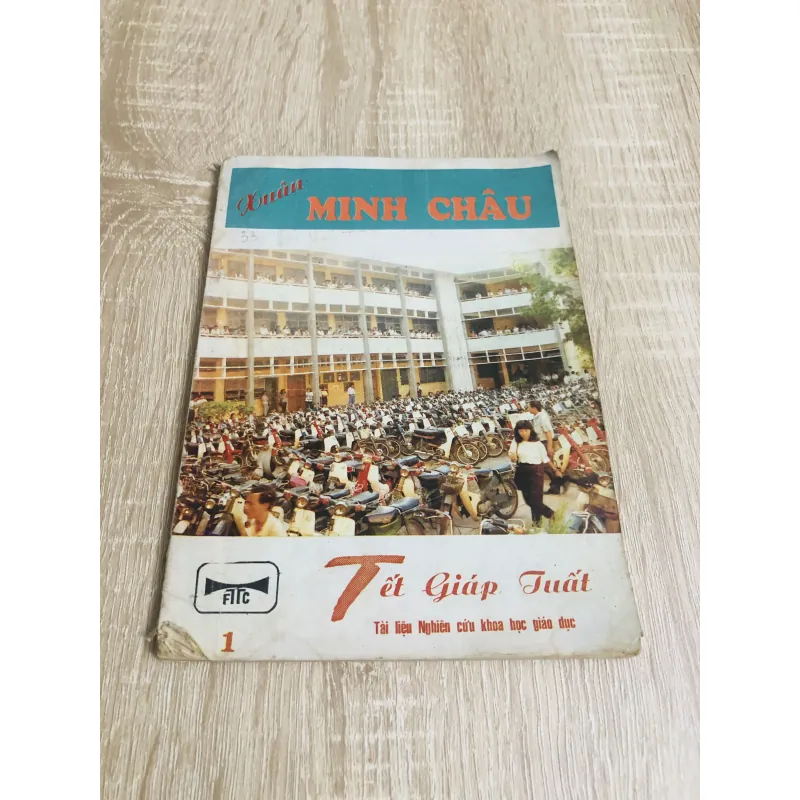 Xuân
MINH CHÂU
33
FTTC
Tết Giáp Tuất
Tài liệu Nghiên cứu khoa học giáo dục
1